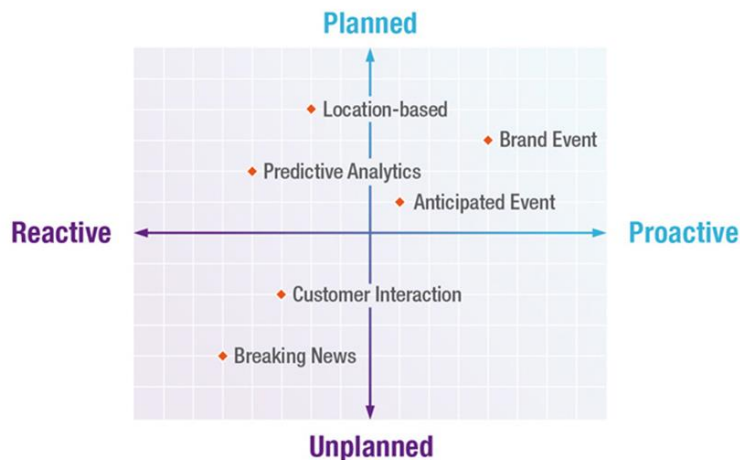 Planned
Location-based
Brand Event
Predictive Analytics
Anticipated Event
Reactive
Proactive
Customer Interaction
Breaking News
Unplanned